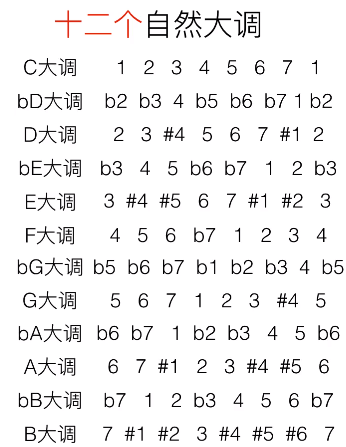 十二个自然大调
C大调 1 2 3 4 5 6 7 1
bD大调 b2 b3 4 b5 b6 b7 1 b2
D大调 2 3 #4 5 6 7 #1 2
bE大调 b3 4 5 b6 b7 1 2 b3
E大调 3 #4 #5 6 7 #1 #2 3
F大调 4 5 6 b7 1 2 3 4
bG大调 b5 b6 b7 b1 b2 b3 4 b5
G大调 5 6 7 1 2 3 #4 5
bA大调 b6 b7 1 b2 b3 4 5 b6
A大调 6 7 #1 2 3 #4 #5 6
bB大调 b7 1 2 b3 4 5 6 b7
B大调 7 #1 #2 3 #4 #5 #6 7